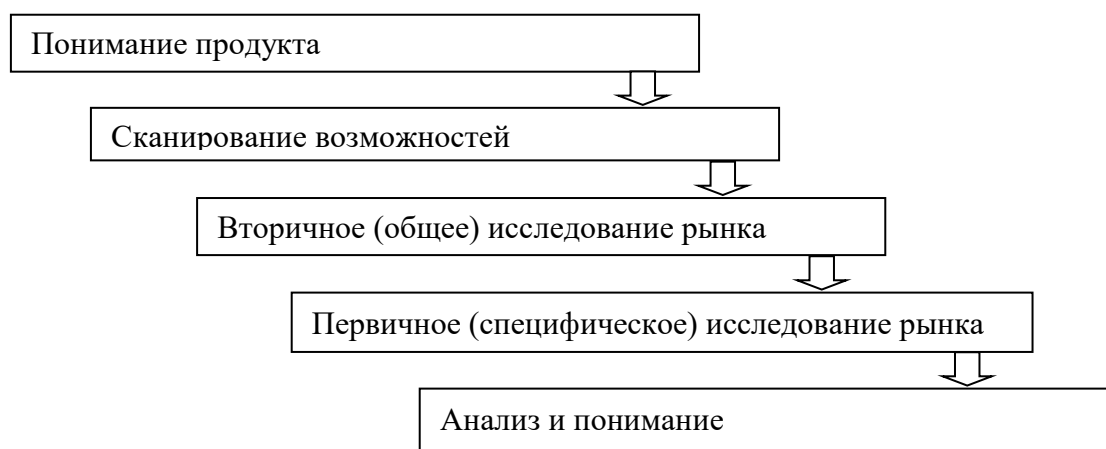 Понимание продукта
Сканирование возможностей
Вторичное (общее) исследование рынка
Первичное (специфическое) исследование рынка
Анализ и понимание